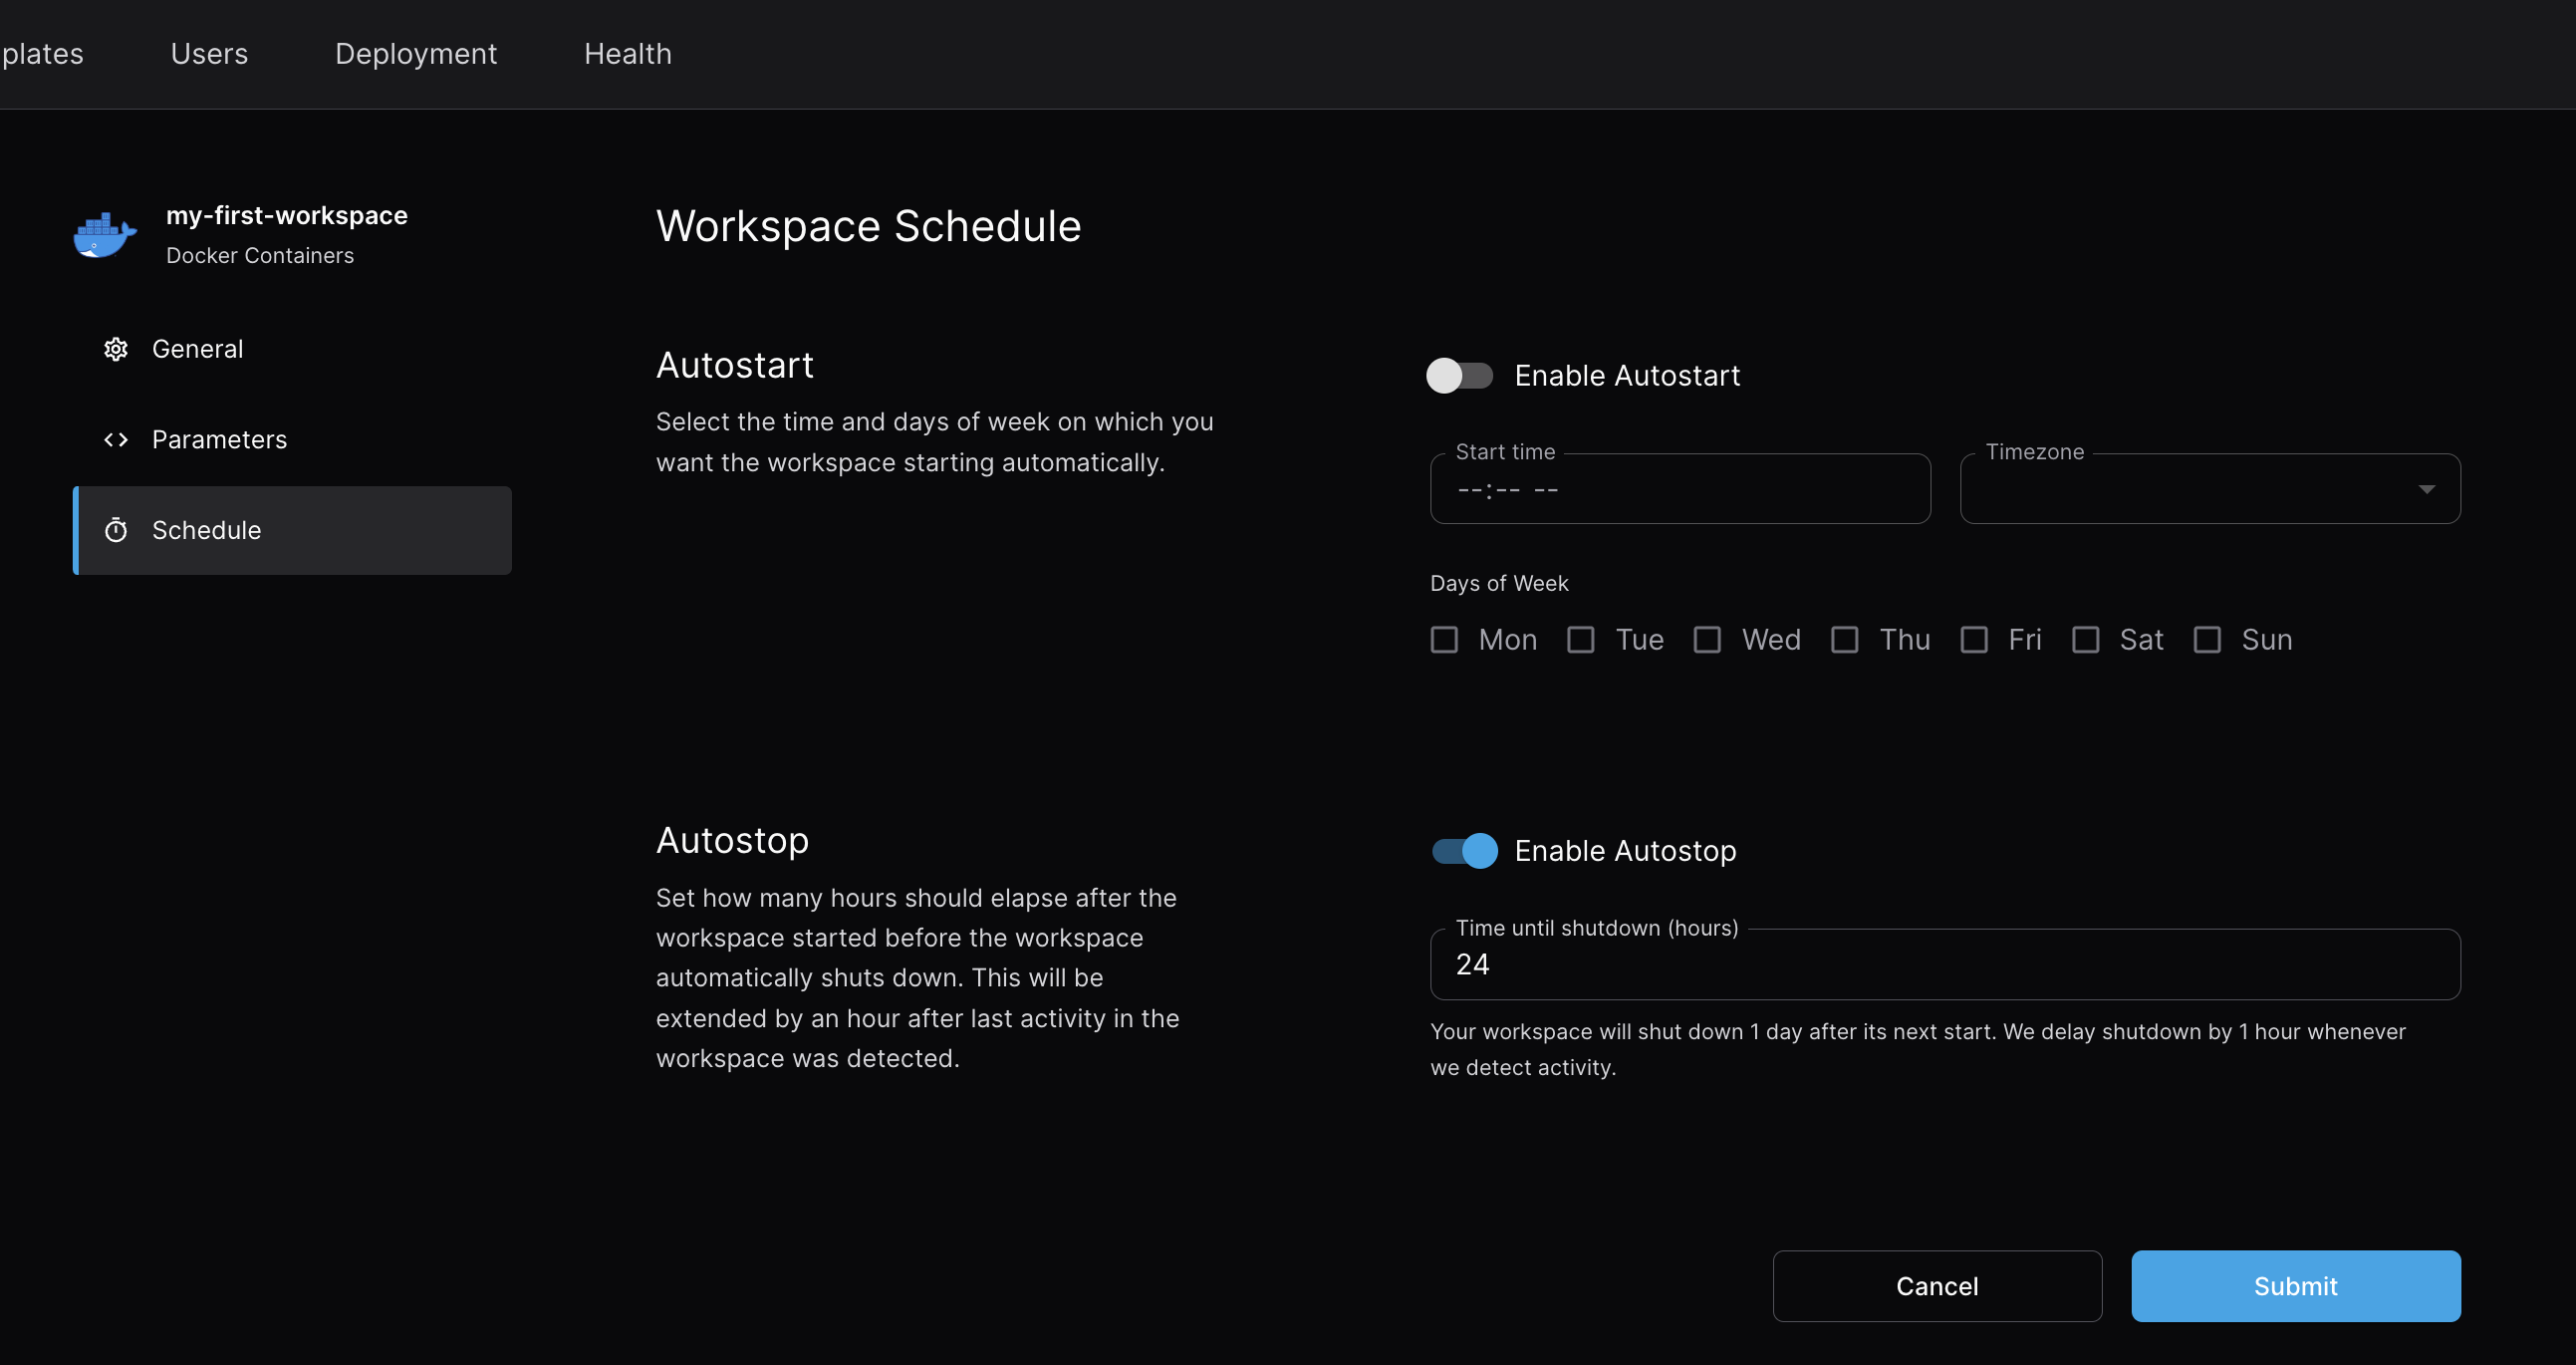 plates Users Deployment Health
my-first-workspace
Docker Containers
General
Parameters
Schedule
Workspace Schedule
Autostart
Select the time and days of week on which you
want the workspace starting automatically.
Enable Autostart
Start time
--:-- --
Timezone
Days of Week
Mon Tue Wed Thu Fri Sat Sun
Autostop
Set how many hours should elapse after the
workspace started before the workspace
automatically shuts down. This will be
extended by an hour after last activity in the
workspace was detected.
Enable Autostop
Time until shutdown (hours)
24
Your workspace will shut down 1 day after its next start. We delay shutdown by 1 hour whenever
we detect activity.
Cancel Submit